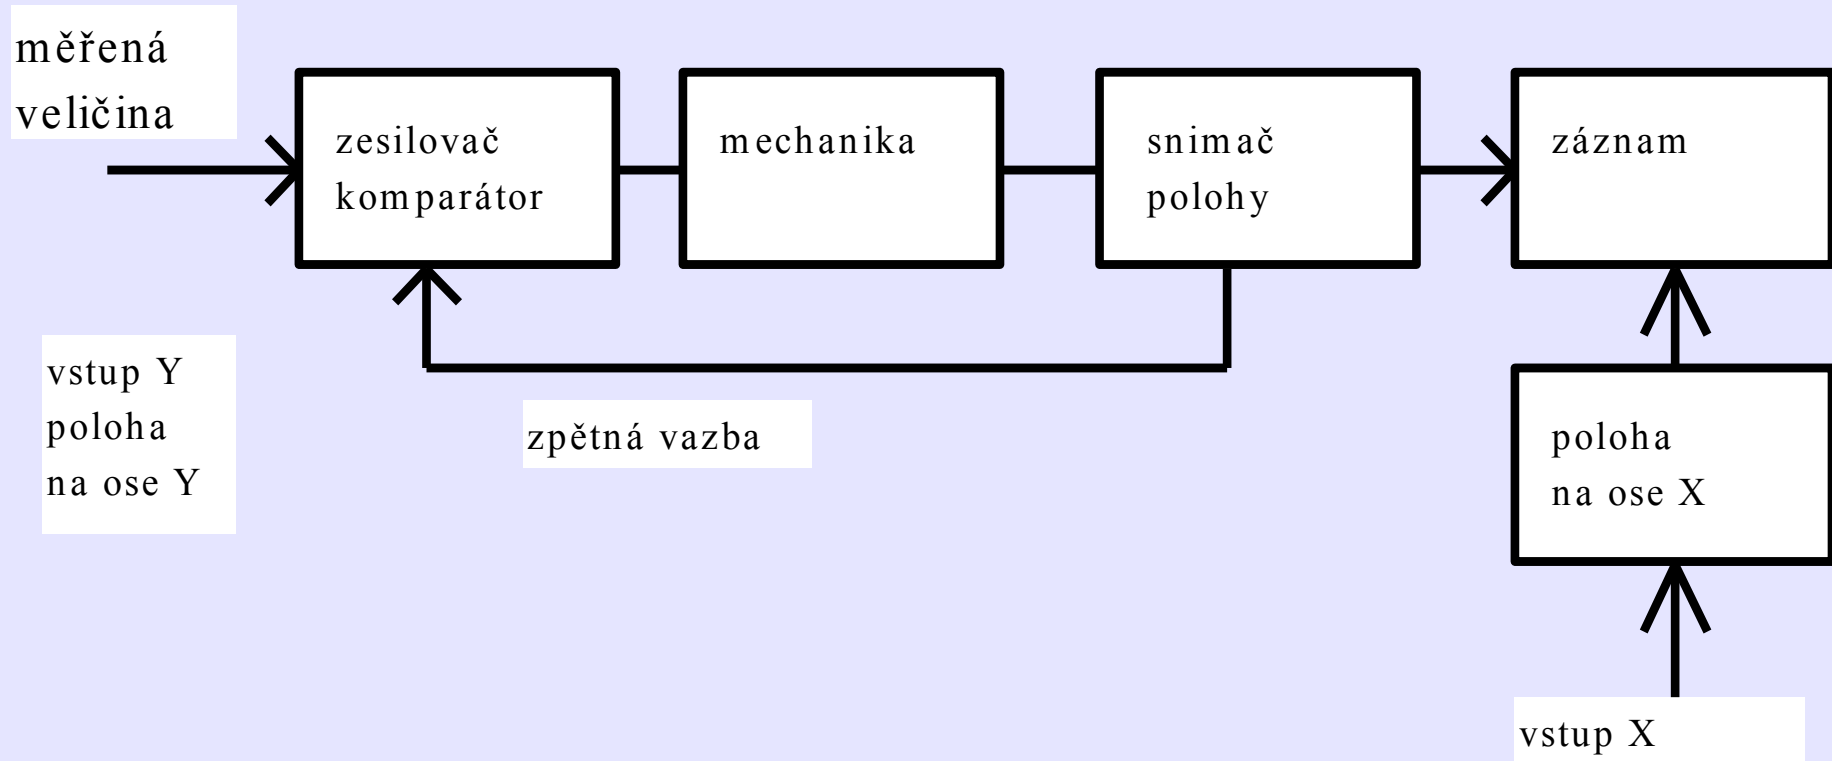 měřená
veličina
zesilovač
komparátor
mechanika
snimač
polohy
záznam
vstup Y
poloha
na ose Y
zpětná vazba
poloha
na ose X
vstup X